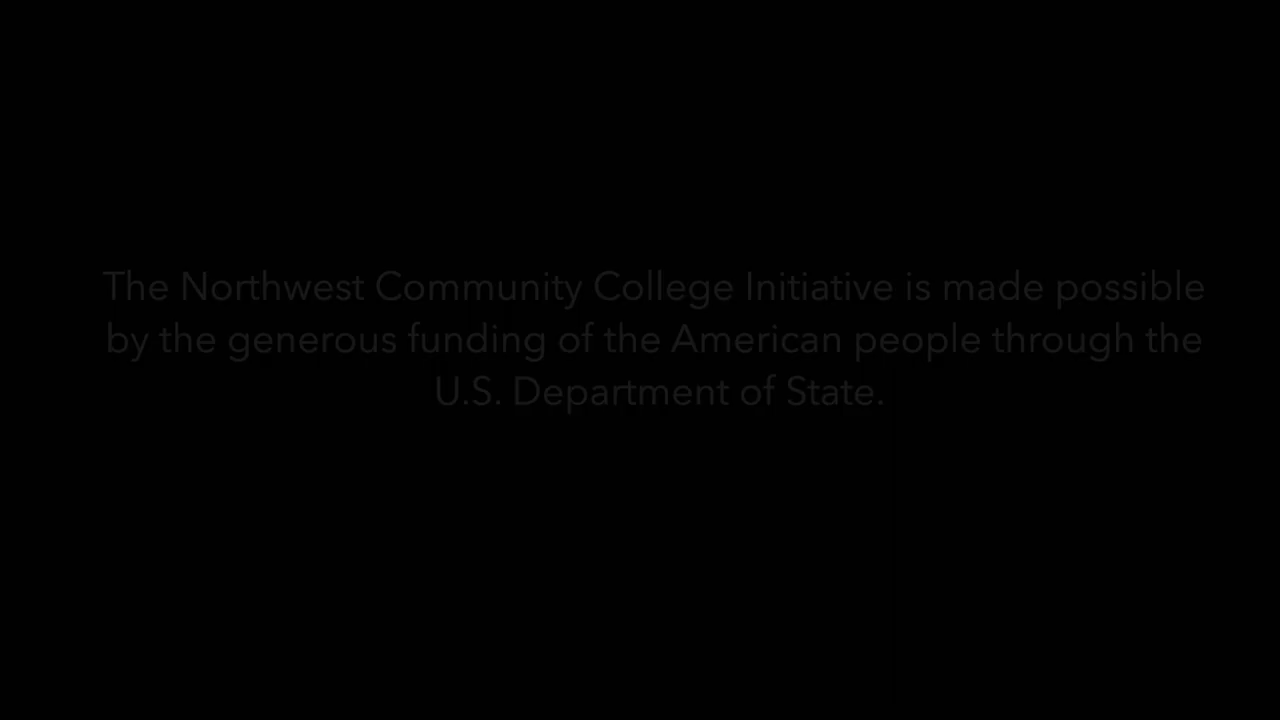 The Northwest Community College Initiative is made possible
by the generous funding of the American people through the
U.S. Department of State.